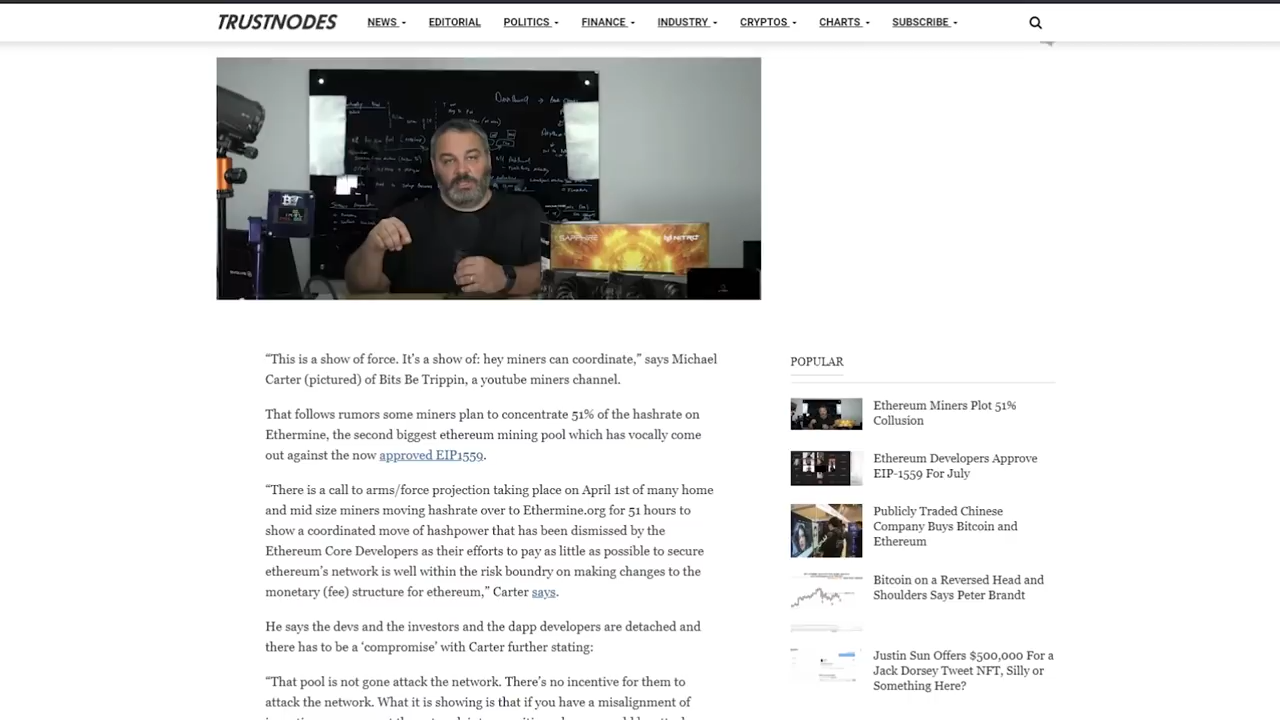 TRUSTNODES
NEWS
EDITORIAL
POLITICS
FINANCE
INDUSTRY
CRYPTOS
CHARTS
SUBSCRIBE
SAPPHIRE NITRO
“This is a show of force. It’s a show of: hey miners can coordinate,” says Michael
Carter (pictured) of Bits Be Trippin, a youtube miners channel.
That follows rumors some miners plan to concentrate 51% of the hashrate on
Ethermine, the second biggest ethereum mining pool which has vocally come
out against the now approved EIP1559.
“There is a call to arms/force projection taking place on April 1st of many home
and mid size miners moving hashrate over to Ethermine.org for 51 hours to
show a coordinated move of hashpower that has been dismissed by the
Ethereum Core Developers as their efforts to pay as little as possible to secure
ethereum’s network is well within the risk boundry on making changes to the
monetary (fee) structure for ethereum,” Carter says.
He says the devs and the investors and the dapp developers are detached and
there has to be a ‘compromise’ with Carter further stating:
“That pool is not gone attack the network. There’s no incentive for them to
attack the network. What it is showing is that if you have a misalignment of
POPULAR
Ethereum Miners Plot 51%
Collusion
Ethereum Developers Approve
EIP-1559 For July
Publicly Traded Chinese
Company Buys Bitcoin and
Ethereum
Bitcoin on a Reversed Head and
Shoulders Says Peter Brandt
Justin Sun Offers $500,000 For a
Jack Dorsey Tweet NFT, Silly or
Something Here?